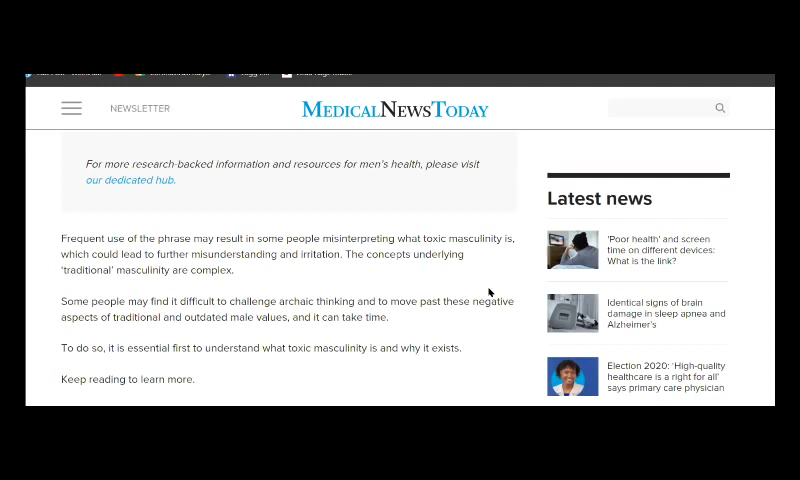 NEWSLETTER
MEDICALNEWSTODAY
For more research-backed information and resources for men's health, please visit
our dedicated hub.
Frequent use of the phrase may result in some people misinterpreting what toxic masculinity is,
which could lead to further misunderstanding and irritation. The concepts underlying
‘traditional’ masculinity are complex.
Some people may find it difficult to challenge archaic thinking and to move past these negative
aspects of traditional and outdated male values, and it can take time.
To do so, it is essential first to understand what toxic masculinity is and why it exists.
Keep reading to learn more.
Latest news
'Poor health' and screen
time on different devices:
What is the link?
Identical signs of brain
damage in sleep apnea and
Alzheimer's
Election 2020: 'High-quality
healthcare is a right for all'
says primary care physician